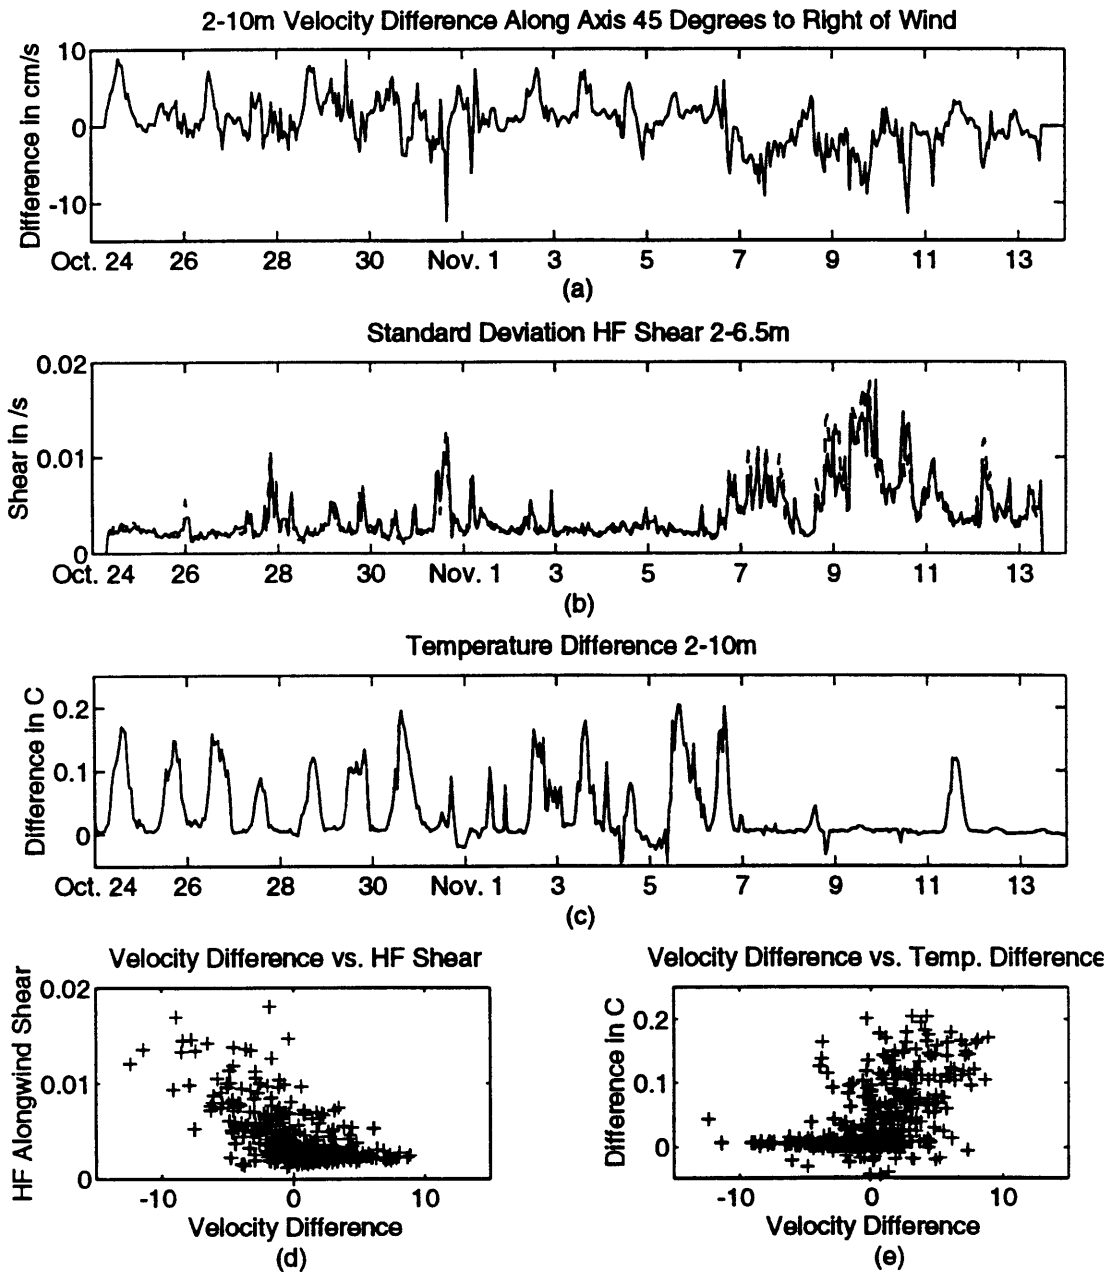 2-10m Velocity Difference Along Axis 45 Degrees to Right of Wind
Difference in cm/s
10
0
-10
Oct. 24 26 28 30 Nov. 1 3 5 7 9 11 13
(a)
Standard Deviation HF Shear 2-6.5m
Shear in /s
0.02
0.01
0
Oct. 24 26 28 30 Nov. 1 3 5 7 9 11 13
(b)
Temperature Difference 2-10m
Difference in C
0.2
0.1
0
Oct. 24 26 28 30 Nov. 1 3 5 7 9 11 13
(c)
Velocity Difference vs. HF Shear
HF Alongwind Shear
0.02
0.01
0
-10 0 10
Velocity Difference
(d)
Velocity Difference vs. Temp. Difference
Difference in C
0.2
0.1
0
-10 0 10
Velocity Difference
(e)